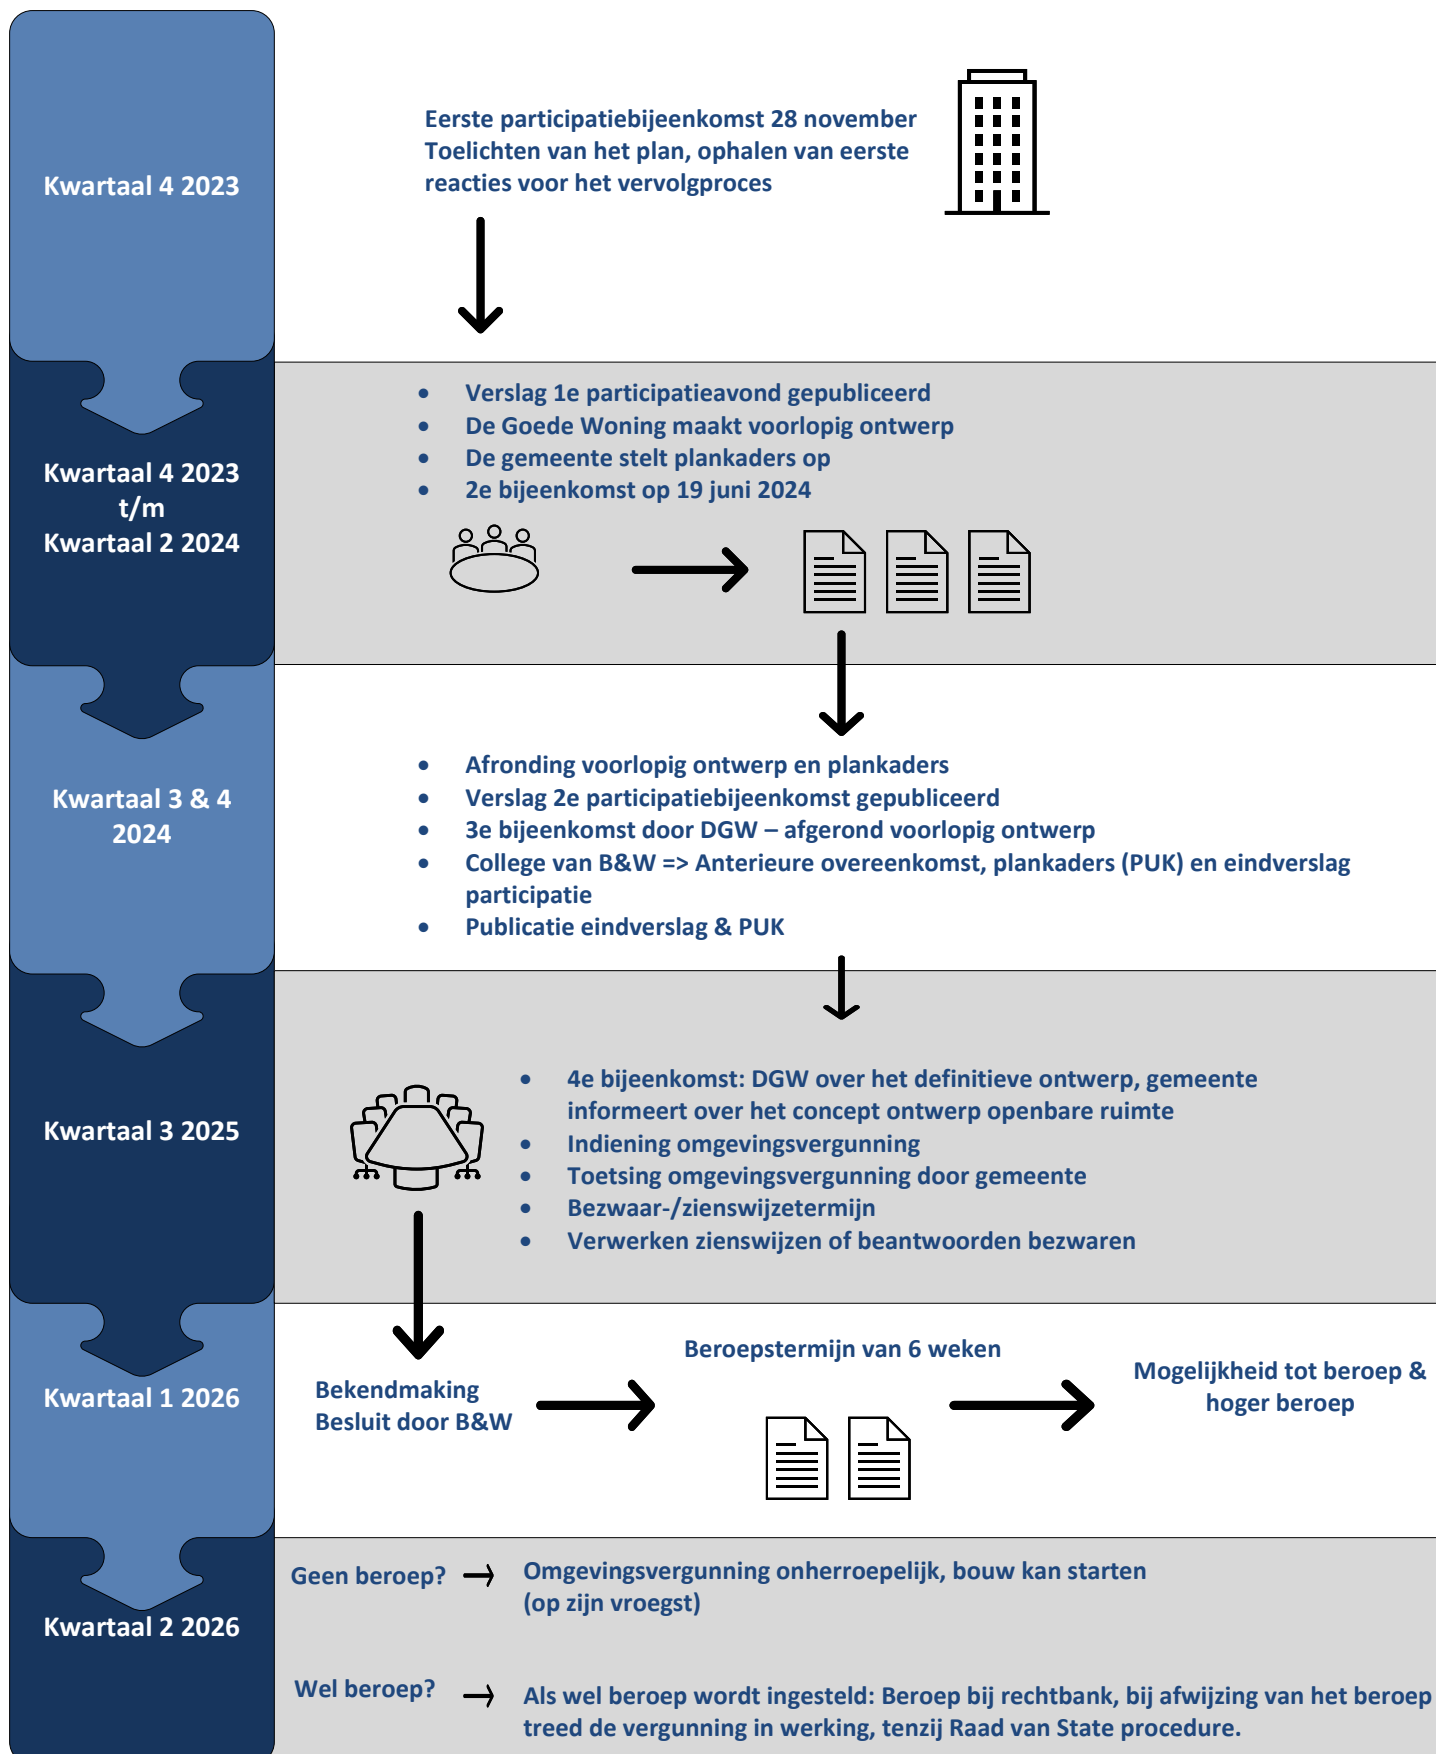 Kwartaal 4 2023
Eerste participatiebijeenkomst 28 november
Toelichten van het plan, ophalen van eerste
reacties voor het vervolgproces
Kwartaal 4 2023
t/m
Kwartaal 2 2024
• Verslag 1e participatieavond gepubliceerd
• De Goede Woning maakt voorlopig ontwerp
• De gemeente stelt plankaders op
• 2e bijeenkomst op 19 juni 2024
Kwartaal 3 & 4
2024
• Afronding voorlopig ontwerp en plankaders
• Verslag 2e participatiebijeenkomst gepubliceerd
• 3e bijeenkomst door DGW – afgerond voorlopig ontwerp
• College van B&W => Anterieure overeenkomst, plankaders (PUK) en eindverslag
participatie
• Publicatie eindverslag & PUK
Kwartaal 3 2025
• 4e bijeenkomst: DGW over het definitieve ontwerp, gemeente
informeert over het concept ontwerp openbare ruimte
• Indiening omgevingsvergunning
• Toetsing omgevingsvergunning door gemeente
• Bezwaar-/zienswijzetermijn
• Verwerken zienswijzen of beantwoorden bezwaren
Kwartaal 1 2026
Bekendmaking
Besluit door B&W
Beroepstermijn van 6 weken
Mogelijkheid tot beroep &
hoger beroep
Kwartaal 2 2026
Geen beroep?
Omgevingsvergunning onherroepelijk, bouw kan starten
(op zijn vroegst)
Wel beroep?
Als wel beroep wordt ingesteld: Beroep bij rechtbank, bij afwijzing van het beroep
treed de vergunning in werking, tenzij Raad van State procedure.